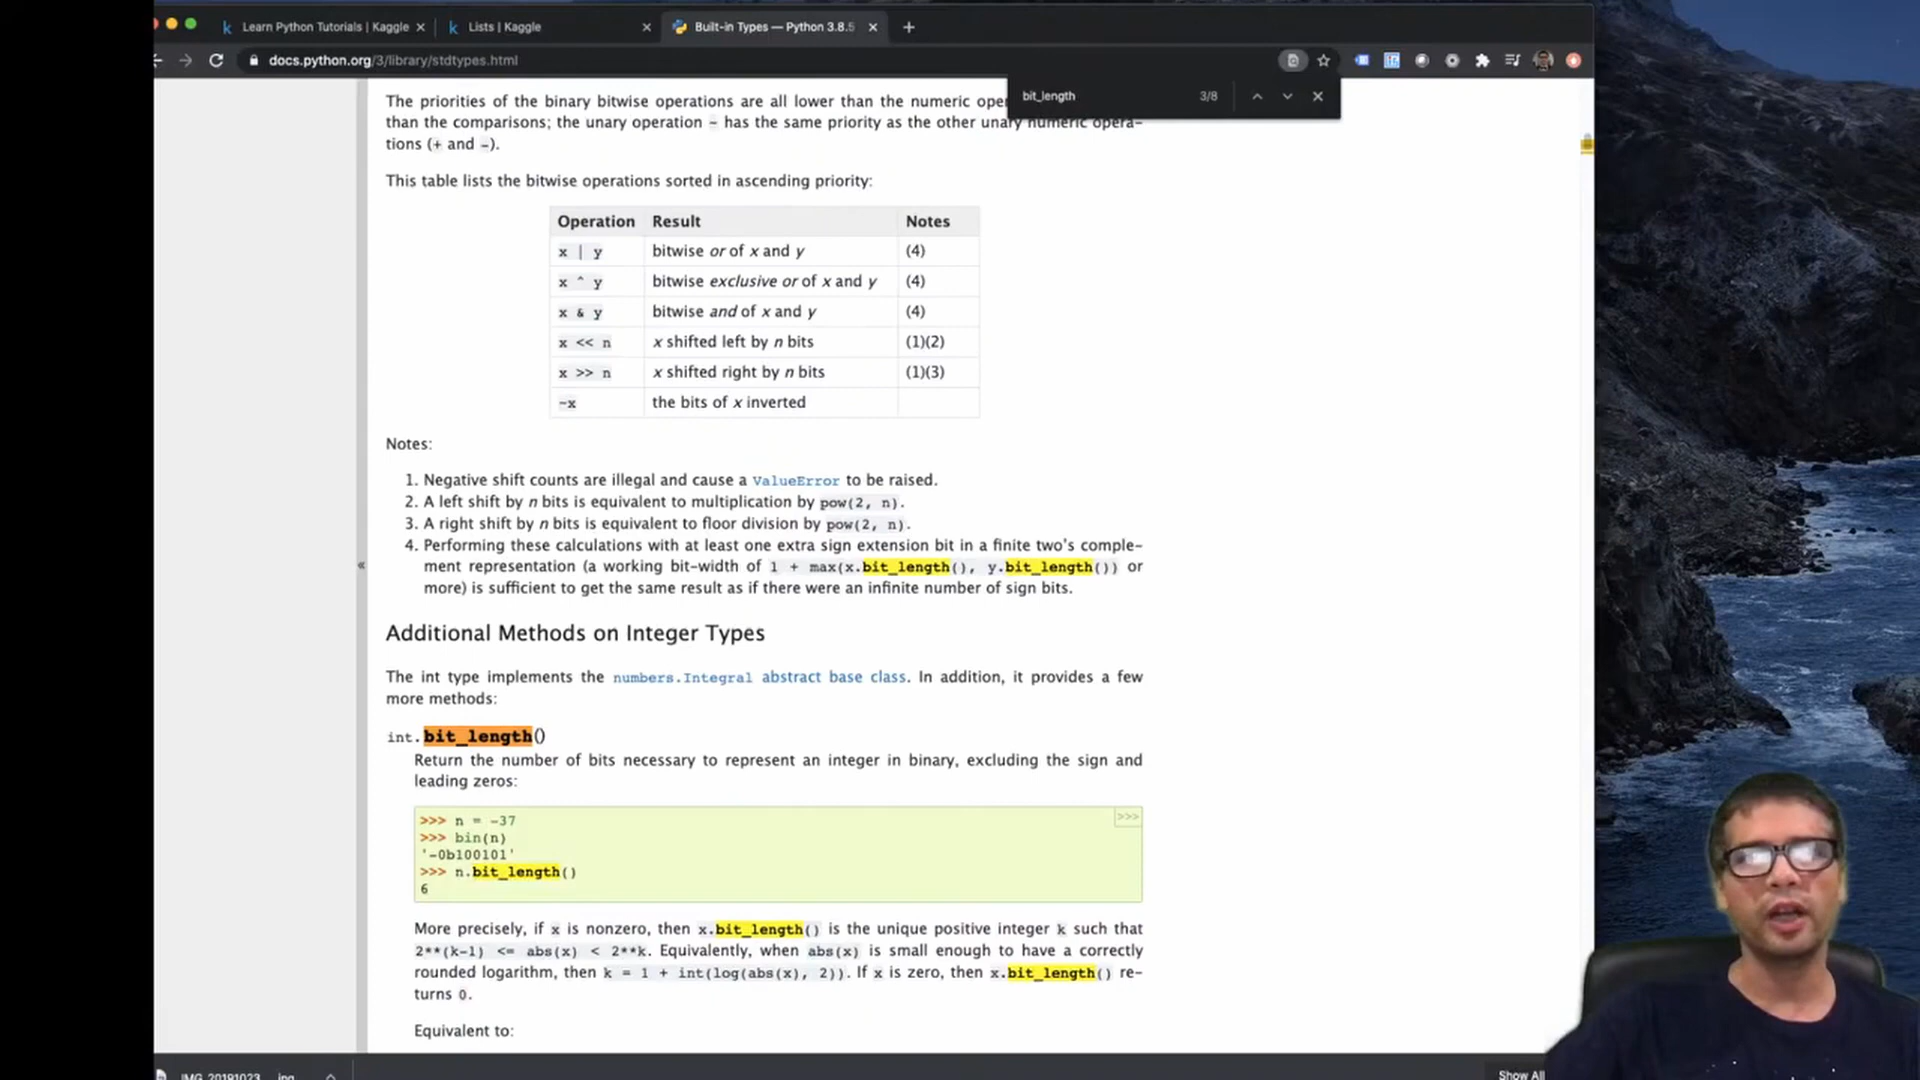 Learn Python Tutorials | Kaggle
Lists | Kaggle
Built-in Types — Python 3.8.5
docs.python.org/3/library/stdtypes.html
bit_length 3/8
The priorities of the binary bitwise operations are all lower than the numeric ope
than the comparisons; the unary operation ~ has the same priority as the other unary numeric opera-
tions (+ and -).
This table lists the bitwise operations sorted in ascending priority:
Operation Result Notes
x | y bitwise or of x and y (4)
x ^ y bitwise exclusive or of x and y (4)
x & y bitwise and of x and y (4)
x << n x shifted left by n bits (1)(2)
x >> n x shifted right by n bits (1)(3)
~x the bits of x inverted
Notes:
1. Negative shift counts are illegal and cause a ValueError to be raised.
2. A left shift by n bits is equivalent to multiplication by pow(2, n).
3. A right shift by n bits is equivalent to floor division by pow(2, n).
4. Performing these calculations with at least one extra sign extension bit in a finite two's comple-
ment representation (a working bit-width of 1 + max(x.bit_length(), y.bit_length()) or
more) is sufficient to get the same result as if there were an infinite number of sign bits.
«
Additional Methods on Integer Types
The int type implements the numbers.Integral abstract base class. In addition, it provides a few
more methods:
int.bit_length()
Return the number of bits necessary to represent an integer in binary, excluding the sign and
leading zeros:
>>>
>>> n = -37
>>> bin(n)
'-0b100101'
>>> n.bit_length()
6
More precisely, if x is nonzero, then x.bit_length() is the unique positive integer k such that
2**(k-1) <= abs(x) < 2**k. Equivalently, when abs(x) is small enough to have a correctly
rounded logarithm, then k = 1 + int(log(abs(x), 2)). If x is zero, then x.bit_length() re-
turns 0.
Equivalent to:
IMG_20191023....jpg
Show All